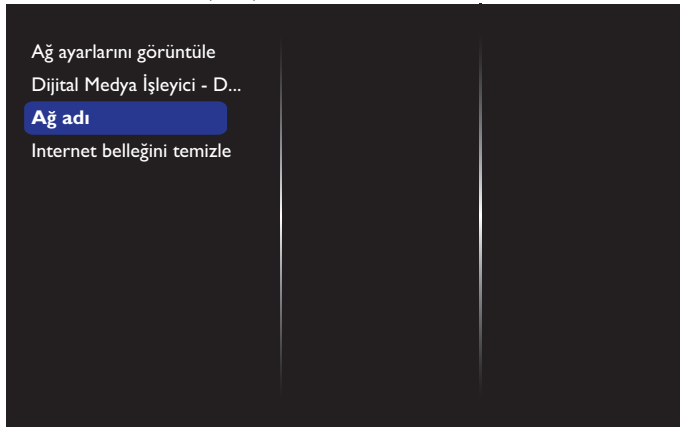 Ağ ayarlarını görüntüle
Dijital Medya İşleyici - D...
Ağ adı
Internet belleğini temizle